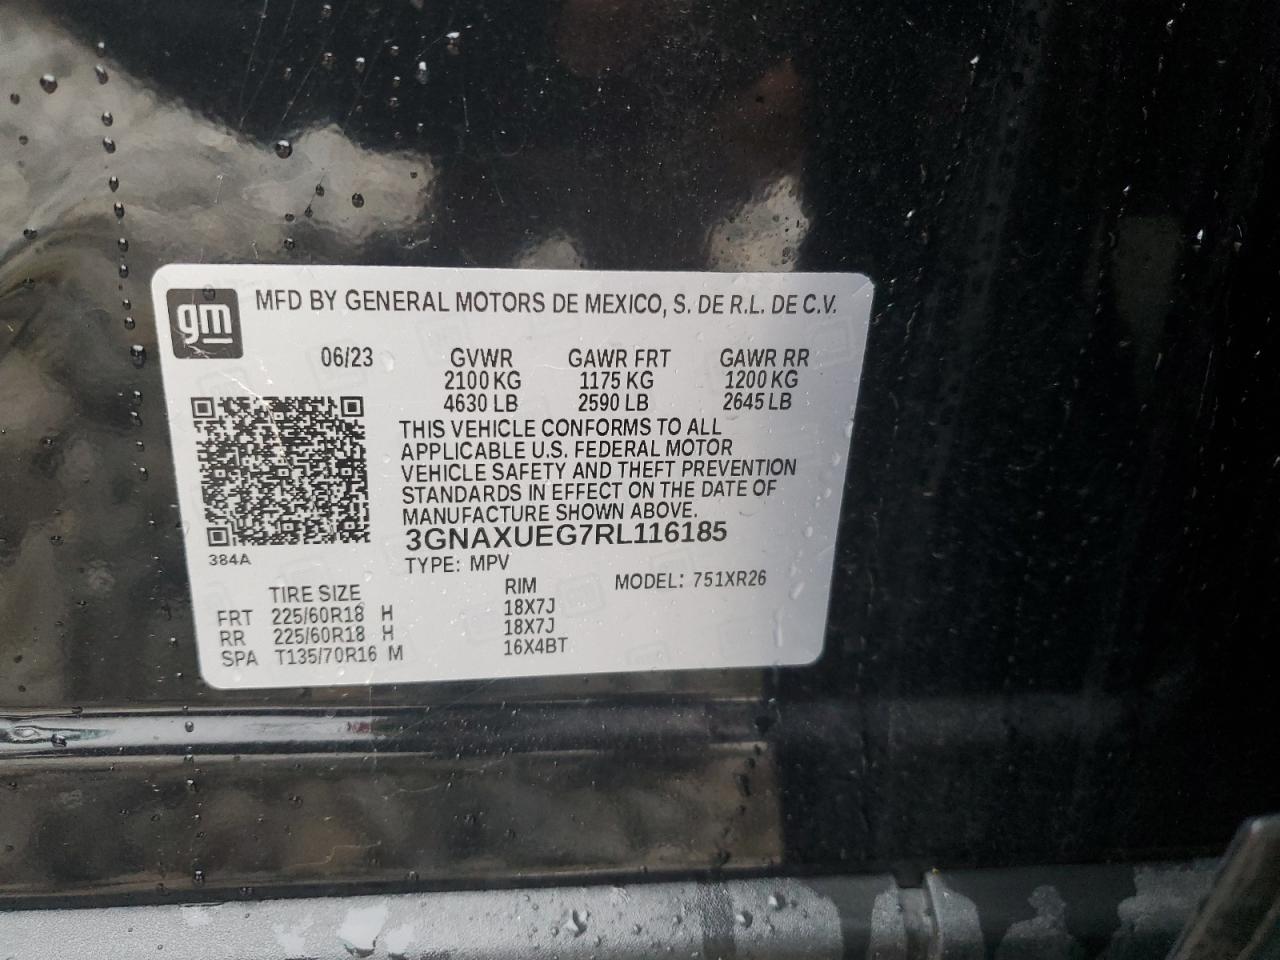 gm
MFD BY GENERAL MOTORS DE MEXICO, S. DE R.L. DE C.V.
06/23 GVWR GAWR FRT GAWR RR
2100 KG 1175 KG 1200 KG
4630 LB 2590 LB 2645 LB
THIS VEHICLE CONFORMS TO ALL
APPLICABLE U.S. FEDERAL MOTOR
VEHICLE SAFETY AND THEFT PREVENTION
STANDARDS IN EFFECT ON THE DATE OF
MANUFACTURE SHOWN ABOVE.
3GNAXUEG7RL116185
384A
TYPE: MPV
TIRE SIZE RIM MODEL: 751XR26
FRT 225/60R18 H 18X7J
RR 225/60R18 H 18X7J
SPA T135/70R16 M 16X4BT